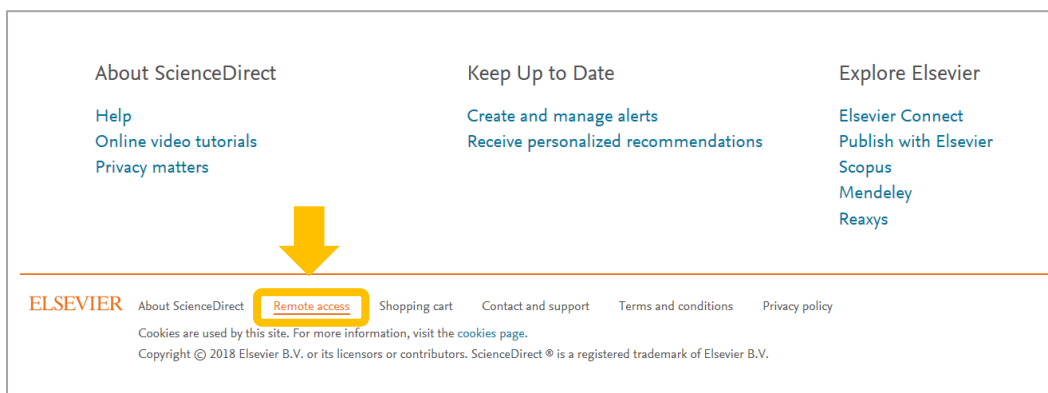 About ScienceDirect
Help
Online video tutorials
Privacy matters
Keep Up to Date
Create and manage alerts
Receive personalized recommendations
Explore Elsevier
Elsevier Connect
Publish with Elsevier
Scopus
Mendeley
Reaxys
ELSEVIER About ScienceDirect Remote access Shopping cart Contact and support Terms and conditions Privacy policy
Cookies are used by this site. For more information, visit the cookies page.
Copyright © 2018 Elsevier B.V. or its licensors or contributors. ScienceDirect ® is a registered trademark of Elsevier B.V.